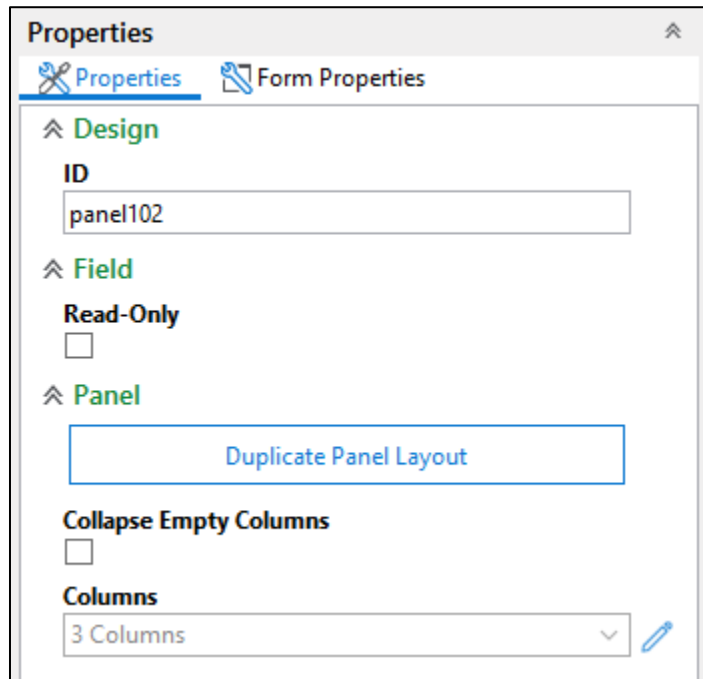 Properties
Properties Form Properties
Design
ID
panel102
Field
Read-Only
Panel
Duplicate Panel Layout
Collapse Empty Columns
Columns
3 Columns